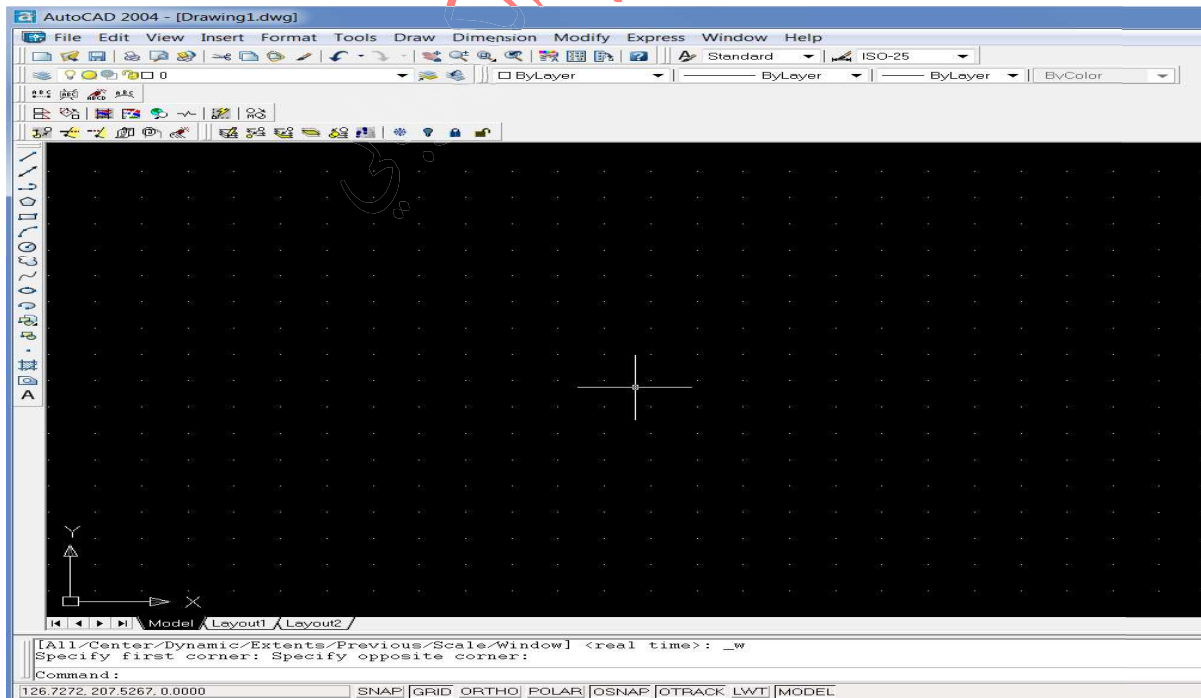 AutoCAD 2004 - [Drawing1.dwg]
File Edit View Insert Format Tools Draw Dimension Modify Express Window Help
Standard ISO-25
0 ByLayer ByLayer ByLayer ByColor
A
Y
X
Model Layout1 Layout2
[All/Center/Dynamic/Extents/Previous/Scale/Window] <real time>: _w
Specify first corner: Specify opposite corner:
Command:
126.7272, 207.5267, 0.0000 SNAP GRID ORTHO POLAR OSNAP OTRACK LWT MODEL